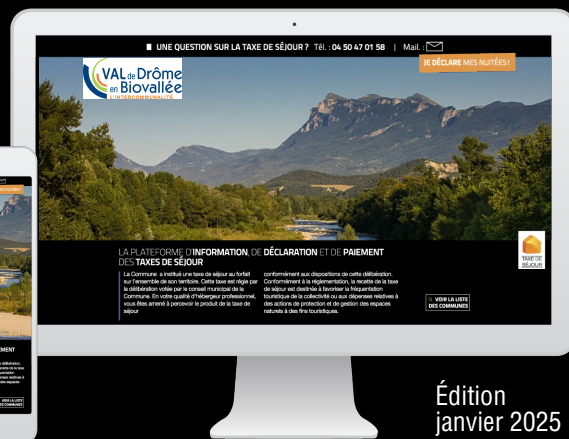 UNE QUESTION SUR LA TAXE DE SÉJOUR ? Tél. : 04 50 47 01 58 | Mail. :
JE DÉCLARE MES NUITÉES !
VAL de Drôme
en Biovallée
L'INTERCOMMUNALITÉ
LA PLATEFORME D'INFORMATION, DE DÉCLARATION ET DE PAIEMENT
DES TAXES DE SÉJOUR
La Commune a institué une taxe de séjour au forfait
sur l'ensemble de son territoire. Cette taxe est régie par
la délibération votée par le conseil municipal de la
Commune. En votre qualité d'hébergeur professionnel,
vous êtes amené à percevoir le produit de la taxe de
séjour
conformément aux dispositions de cette délibération.
Conformément à la réglementation, la recette de la taxe
de séjour est destinée à favoriser la fréquentation
touristique de la collectivité ou aux dépenses relatives à
des actions de protection et de gestion des espaces
naturels à des fins touristiques.
TAXE DE
SÉJOUR
VOIR LA LISTE
DES COMMUNES
VOIR LA LISTE
DES COMMUNES
Édition
janvier 2025